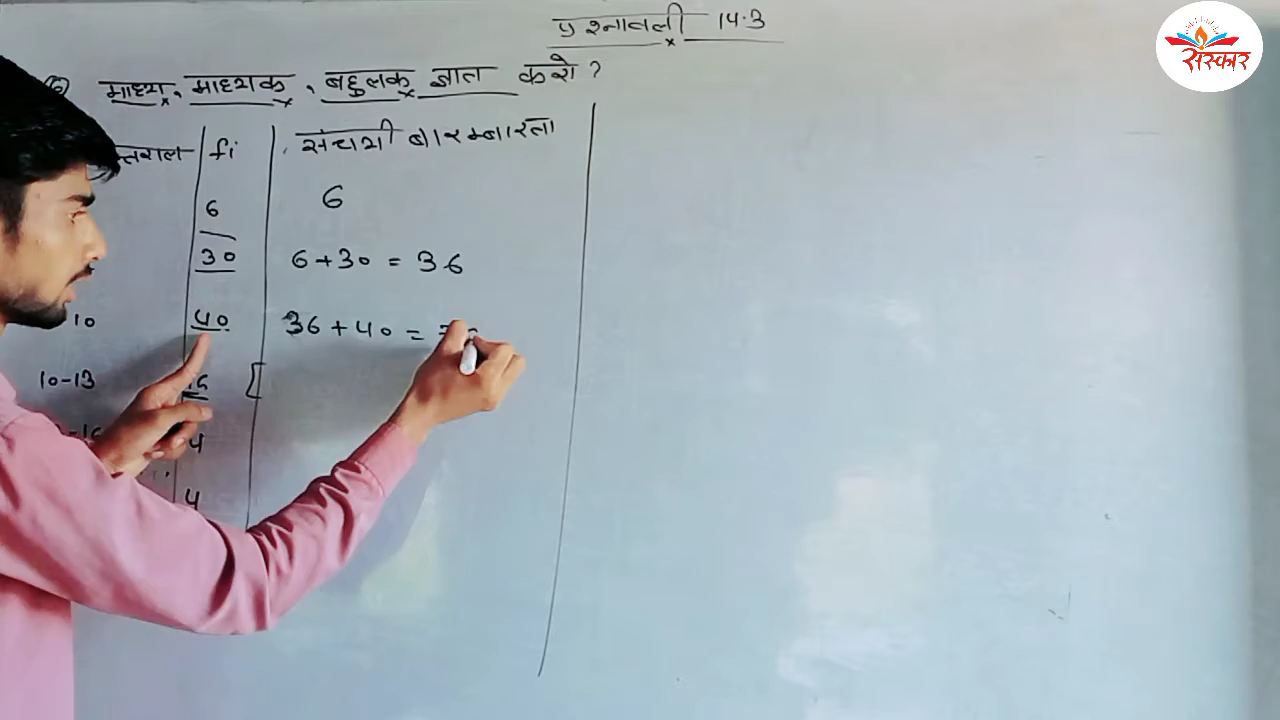 प्रश्नावली 14.3
6 माध्य, माध्यक, बहुलक ज्ञात करो ?
fi संचयी बारम्बारता
6 6
30 6+30 = 36
10 40 36+40 =
10-13
4
4
संस्कार